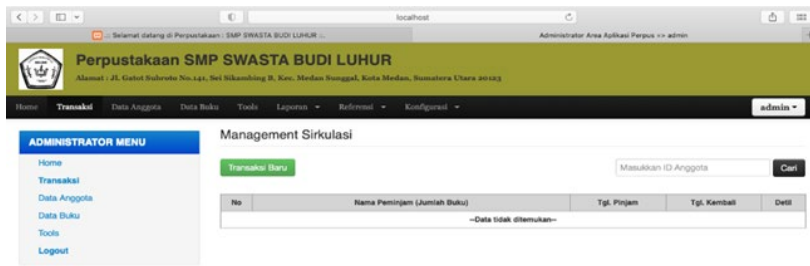 localhost
.:: Selamat datang di Perpustakaan : SMP SWASTA BUDI LUHUR ::.
Administrator Area Aplikasi Perpus => admin
Perpustakaan SMP SWASTA BUDI LUHUR
Alamat : Jl. Gatot Subroto No.141, Sei Sikambing B, Kec. Medan Sunggal, Kota Medan, Sumatera Utara 20123
Home Transaksi Data Anggota Data Buku Tools Laporan Referensi Konfigurasi admin
ADMINISTRATOR MENU
Home
Transaksi
Data Anggota
Data Buku
Tools
Logout
Management Sirkulasi
Transaksi Baru Masukkan ID Anggota Cari
No Nama Peminjam (Jumlah Buku) Tgl. Pinjam Tgl. Kembali Detil
--Data tidak ditemukan--